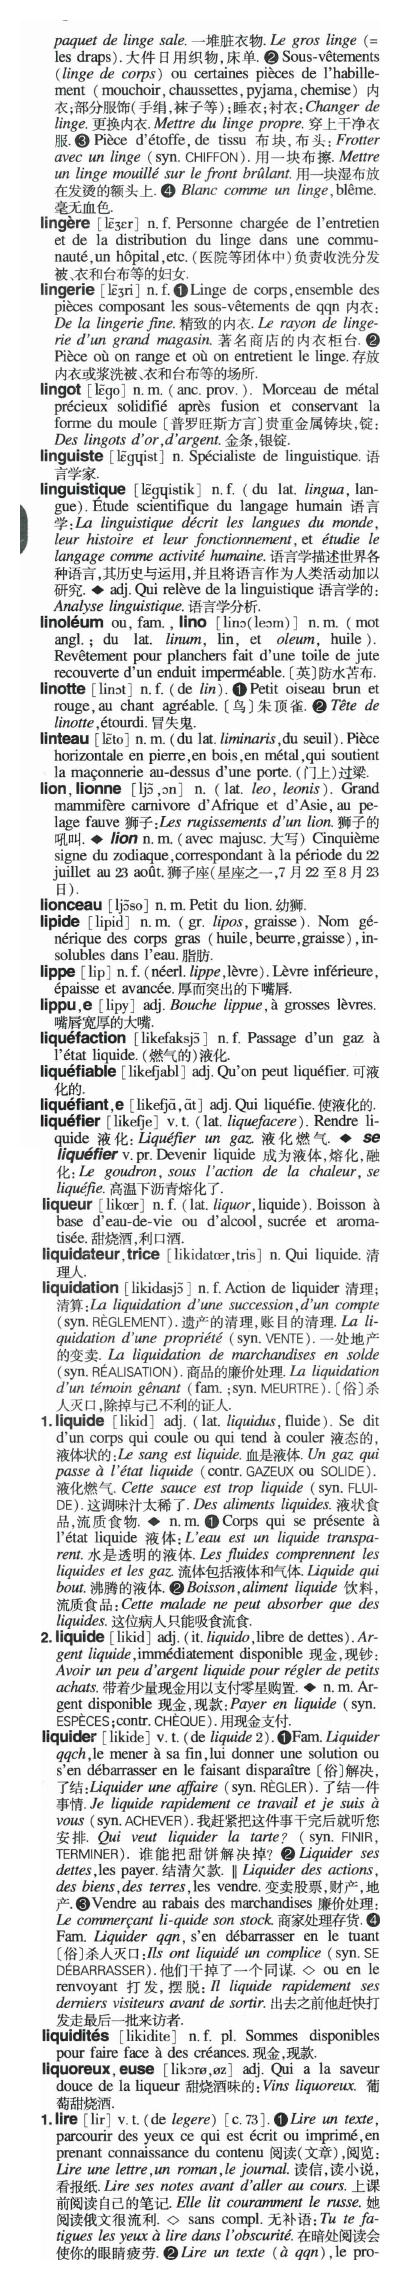 paquet de linge sale. 一堆脏衣物. Le gros linge (=
les draps). 大件日用织物,床单. ❷ Sous-vêtements
(linge de corps) ou certaines pièces de l'habille-
ment (mouchoir, chaussettes, pyjama, chemise) 内
衣;部分服饰(手绢,袜子等);睡衣;衬衣:Changer de
linge. 更换内衣. Mettre du linge propre. 穿上干净衣
服. ❸ Pièce d'étoffe, de tissu 布块,布头:Frotter
avec un linge (syn. CHIFFON). 用一块布擦. Mettre
un linge mouillé sur le front brûlant. 用一块湿布放
在发烫的额头上. ❹ Blanc comme un linge,blême.
毫无血色.
lingère [lɛ̃ʒɛr] n. f. Personne chargée de l'entretien
et de la distribution du linge dans une commu-
nauté,un hôpital,etc. (医院等团体中)负责收洗分发
被、衣和台布等的妇女.
lingerie [lɛ̃ʒri] n. f. ❶ Linge de corps,ensemble des
pièces composant les sous-vêtements de qqn 内衣:
De la lingerie fine. 精致的内衣. Le rayon de linge-
rie d'un grand magasin. 著名商店的内衣柜台. ❷
Pièce où on range et où on entretient le linge. 存放
内衣或浆洗被、衣和台布等的场所.
lingot [lɛ̃go] n. m. (anc. prov.). Morceau de métal
précieux solidifié après fusion et conservant la
forme du moule [普罗旺斯方言]贵重金属铸块,锭:
Des lingots d'or,d'argent. 金条,银锭.
linguiste [lɛ̃gɥist] n. Spécialiste de linguistique. 语
言学家.
linguistique [lɛ̃gɥistik] n. f. (du lat. lingua, lan-
gue). Étude scientifique du langage humain 语言
学:La linguistique décrit les langues du monde,
leur histoire et leur fonctionnement, et étudie le
langage comme activité humaine. 语言学描述世界各
种语言,其历史与运用,并且将语言作为人类活动加以
研究. ◆ adj. Qui relève de la linguistique 语言学的:
Analyse linguistique. 语言学分析.
linoléum ou, fam. , lino [linɔ(leɔm)] n. m. (mot
angl. ; du lat. linum, lin, et oleum, huile).
Revêtement pour planchers fait d'une toile de jute
recouverte d'un enduit imperméable. [英]防水苫布.
linotte [linɔt] n. f. (de lin). ❶ Petit oiseau brun et
rouge,au chant agréable. [鸟]朱顶雀. ❷ Tête de
linotte,étourdi. 冒失鬼.
linteau [lɛ̃to] n. m. (du lat. liminaris,du seuil). Pièce
horizontale en pierre,en bois,en métal,qui soutient
la maçonnerie au-dessus d'une porte. (门上)过梁.
lion, lionne [ljɔ̃ ,ɔn] n. ( lat. leo, leonis). Grand
mammifère carnivore d'Afrique et d'Asie, au pe-
lage fauve 狮子:Les rugissements d'un lion. 狮子的
吼叫. ◆ lion n. m. (avec majusc. 大写) Cinquième
signe du zodiaque,correspondant à la période du 22
juillet au 23 août. 狮子座(星座之一,7 月 22 至 8 月 23
日).
lionceau [ljɔ̃so] n. m. Petit du lion. 幼狮.
lipide [lipid] n. m. (gr. lipos, graisse). Nom gé-
nérique des corps gras (huile,beurre,graisse),in-
solubles dans l'eau. 脂肪.
lippe [lip] n. f. (néerl. lippe,lèvre). Lèvre inférieure,
épaisse et avancée. 厚而突出的下嘴唇.
lippu,e [lipy] adj. Bouche lippue,à grosses lèvres.
嘴唇宽厚的大嘴.
liquéfaction [likefaksjɔ̃] n. f. Passage d'un gaz à
l'état liquide. (燃气的)液化.
liquéfiable [likefjabl] adj. Qu'on peut liquéfier. 可液
化的.
liquéfiant,e [likefjɑ̃,ɑ̃t] adj. Qui liquéfie. 使液化的.
liquéfier [likefje] v. t. (lat. liquefacere). Rendre li-
quide 液化: Liquéfier un gaz. 液化燃气. ◆ se
liquéfier v. pr. Devenir liquide 成为液体,熔化,融
化:Le goudron, sous l'action de la chaleur, se
liquéfie. 高温下沥青熔化了.
liqueur [likœr] n. f. (lat. liquor,liquide). Boisson à
base d'eau-de-vie ou d'alcool, sucrée et aroma-
tisée. 甜烧酒,利口酒.
liquidateur,trice [likidatœr,tris] n. Qui liquide. 清
理人.
liquidation [likidasjɔ̃] n. f. Action de liquider 清理;
清算:La liquidation d'une succession,d'un compte
(syn. RÈGLEMENT). 遗产的清理,账目的清理. La li-
quidation d'une propriété (syn. VENTE). 一处地产
的变卖. La liquidation de marchandises en solde
(syn. RÉALISATION). 商品的廉价处理. La liquidation
d'un témoin gênant (fam. ;syn. MEURTRE). [俗]杀
人灭口,除掉与己不利的证人.
1. liquide [likid] adj. (lat. liquidus, fluide). Se dit
d'un corps qui coule ou qui tend à couler 液态的,
液体状的:Le sang est liquide. 血是液体. Un gaz qui
passe à l'état liquide (contr. GAZEUX ou SOLIDE).
液化燃气. Cette sauce est trop liquide (syn. FLUI-
DE). 这调味汁太稀了. Des aliments liquides. 液状食
品,流质食物. ◆ n. m. ❶ Corps qui se présente à
l'état liquide 液体: L'eau est un liquide transpa-
rent. 水是透明的液体. Les fluides comprennent les
liquides et les gaz. 流体包括液体和气体. Liquide qui
bout. 沸腾的液体. ❷ Boisson,aliment liquide 饮料,
流质食品:Cette malade ne peut absorber que des
liquides. 这位病人只能吸食流食.
2. liquide [likid] adj. (it. liquido,libre de dettes). Ar-
gent liquide,immédiatement disponible 现金,现钞:
Avoir un peu d'argent liquide pour régler de petits
achats. 带着少量现金用以支付零星购置. ◆ n. m. Ar-
gent disponible 现金,现款:Payer en liquide (syn.
ESPÈCES;contr. CHÈQUE). 用现金支付.
liquider [likide] v. t. (de liquide 2). ❶Fam. Liquider
qqch,le mener à sa fin,lui donner une solution ou
s'en débarrasser en le faisant disparaître [俗]解决,
了结:Liquider une affaire (syn. RÉGLER). 了结一件
事情. Je liquide rapidement ce travail et je suis à
vous (syn. ACHEVER). 我赶紧把这件事干完后就听您
安排. Qui veut liquider la tarte? (syn. FINIR,
TERMINER). 谁能把甜饼解决掉? ❷ Liquider ses
dettes,les payer. 结清欠款. ‖ Liquider des actions,
des biens,des terres,les vendre. 变卖股票,财产,地
产. ❸Vendre au rabais des marchandises 廉价处理:
Le commerçant li-quide son stock. 商家处理存货. ❹
Fam. Liquider qqn, s'en débarrasser en le tuant
[俗]杀人灭口:Ils ont liquidé un complice (syn. SE
DÉBARRASSER). 他们干掉了一个同谋. ◇ ou en le
renvoyant 打发, 摆脱: Il liquide rapidement ses
derniers visiteurs avant de sortir. 出去之前他赶快打
发走最后一批来访者.
liquidités [likidite] n. f. pl. Sommes disponibles
pour faire face à des créances. 现金,现款.
liquoreux, euse [likɔrø,øz] adj. Qui a la saveur
douce de la liqueur 甜烧酒味的:Vins liquoreux. 葡
萄甜烧酒.
1. lire [lir] v. t. (de legere) [c. 73]. ❶ Lire un texte,
parcourir des yeux ce qui est écrit ou imprimé,en
prenant connaissance du contenu 阅读(文章),阅览:
Lire une lettre,un roman,le journal. 读信,读小说,
看报纸. Lire ses notes avant d'aller au cours. 上课
前阅读自己的笔记. Elle lit couramment le russe. 她
阅读俄文很流利. ◇ sans compl. 无补语:Tu te fa-
tigues les yeux à lire dans l'obscurité. 在暗处阅读会
使你的眼睛疲劳. ❷ Lire un texte (à qqn),le pro-